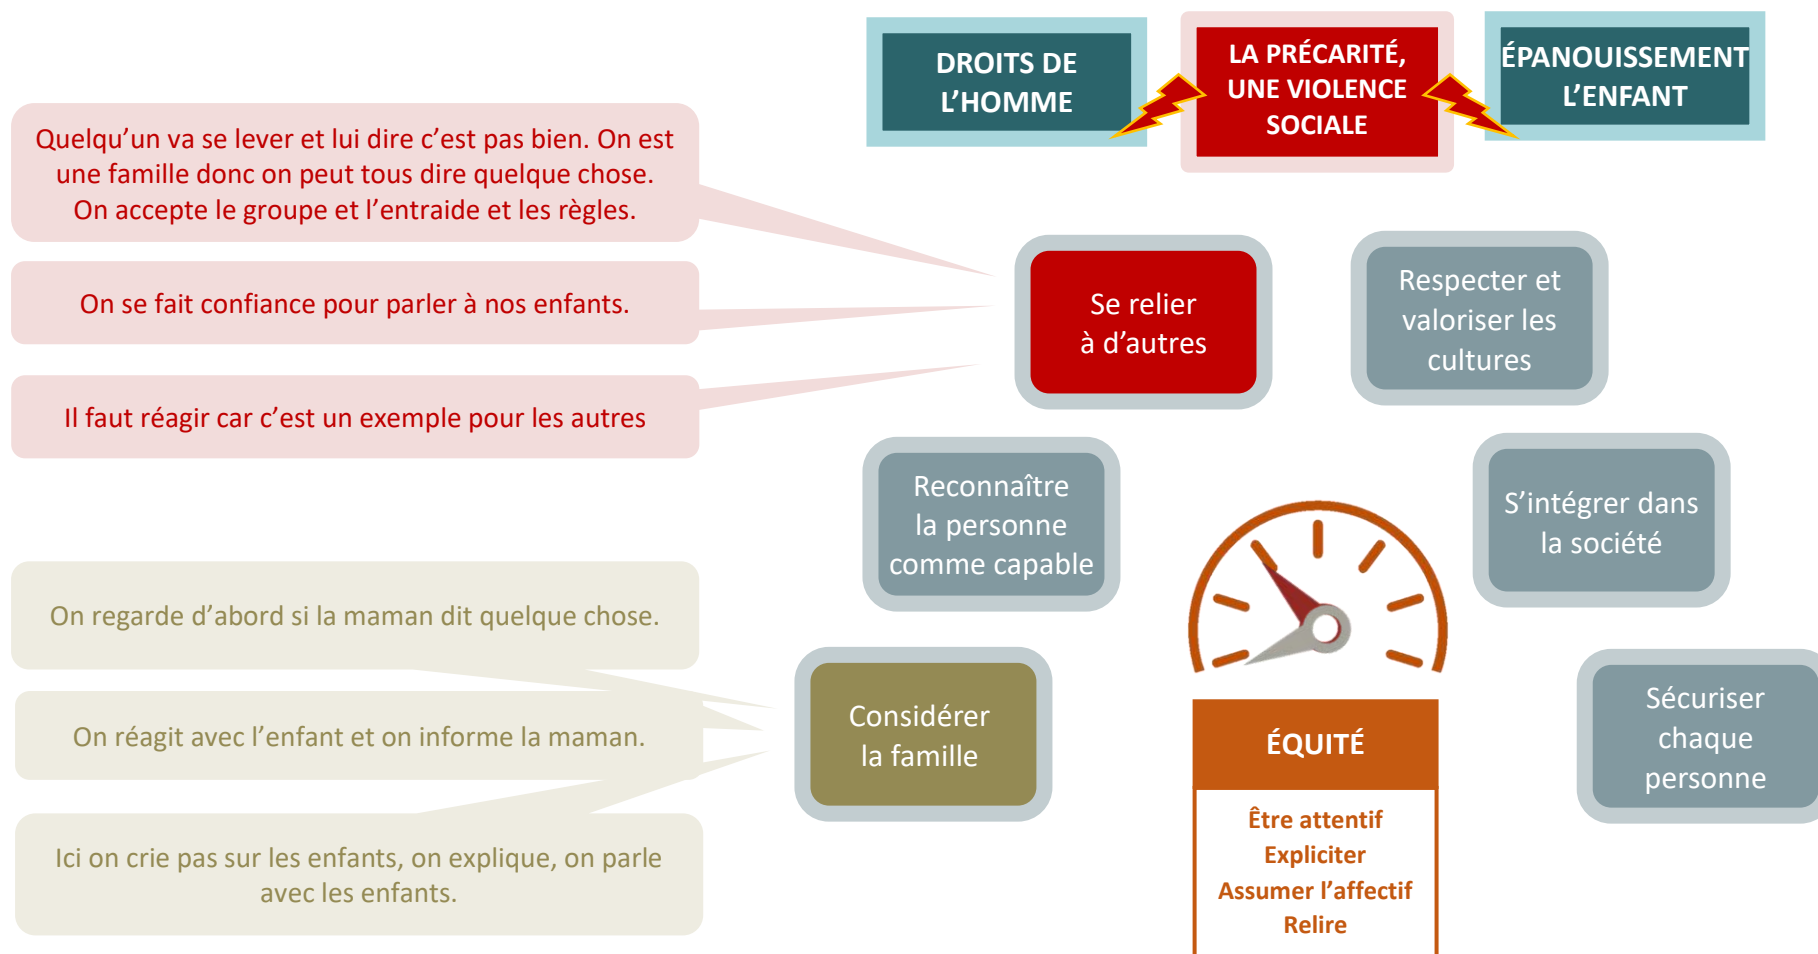 DROITS DE
L’HOMME
LA PRÉCARITÉ,
UNE VIOLENCE
SOCIALE
ÉPANOUISSEMENT
L’ENFANT
Quelqu’un va se lever et lui dire c’est pas bien. On est
une famille donc on peut tous dire quelque chose.
On accepte le groupe et l’entraide et les règles.
On se fait confiance pour parler à nos enfants.
Il faut réagir car c’est un exemple pour les autres
Se relier
à d’autres
Respecter et
valoriser les
cultures
Reconnaître
la personne
comme capable
S’intégrer dans
la société
On regarde d’abord si la maman dit quelque chose.
On réagit avec l’enfant et on informe la maman.
Ici on crie pas sur les enfants, on explique, on parle
avec les enfants.
Considérer
la famille
Sécuriser
chaque
personne
ÉQUITÉ
Être attentif
Expliciter
Assumer l’affectif
Relire